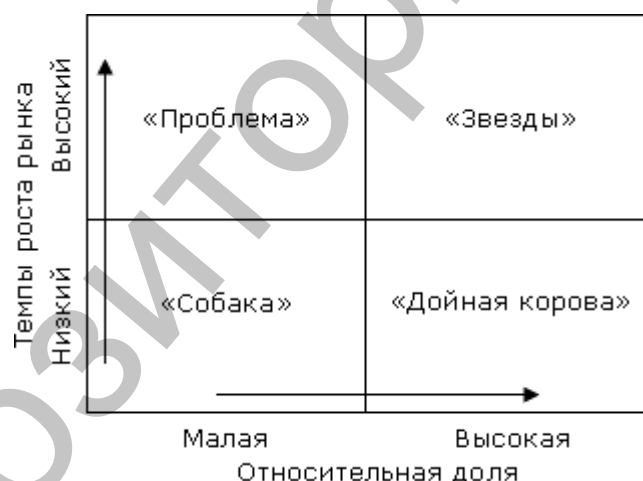 Темпы роста рынка
Высокий
Низкий
«Проблема»
«Звезды»
«Собака»
«Дойная корова»
Малая
Высокая
Относительная доля